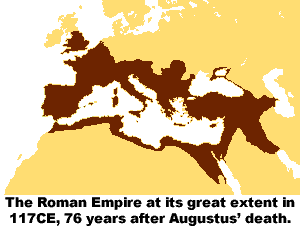 The Roman Empire at its great extent in
117CE, 76 years after Augustus’ death.